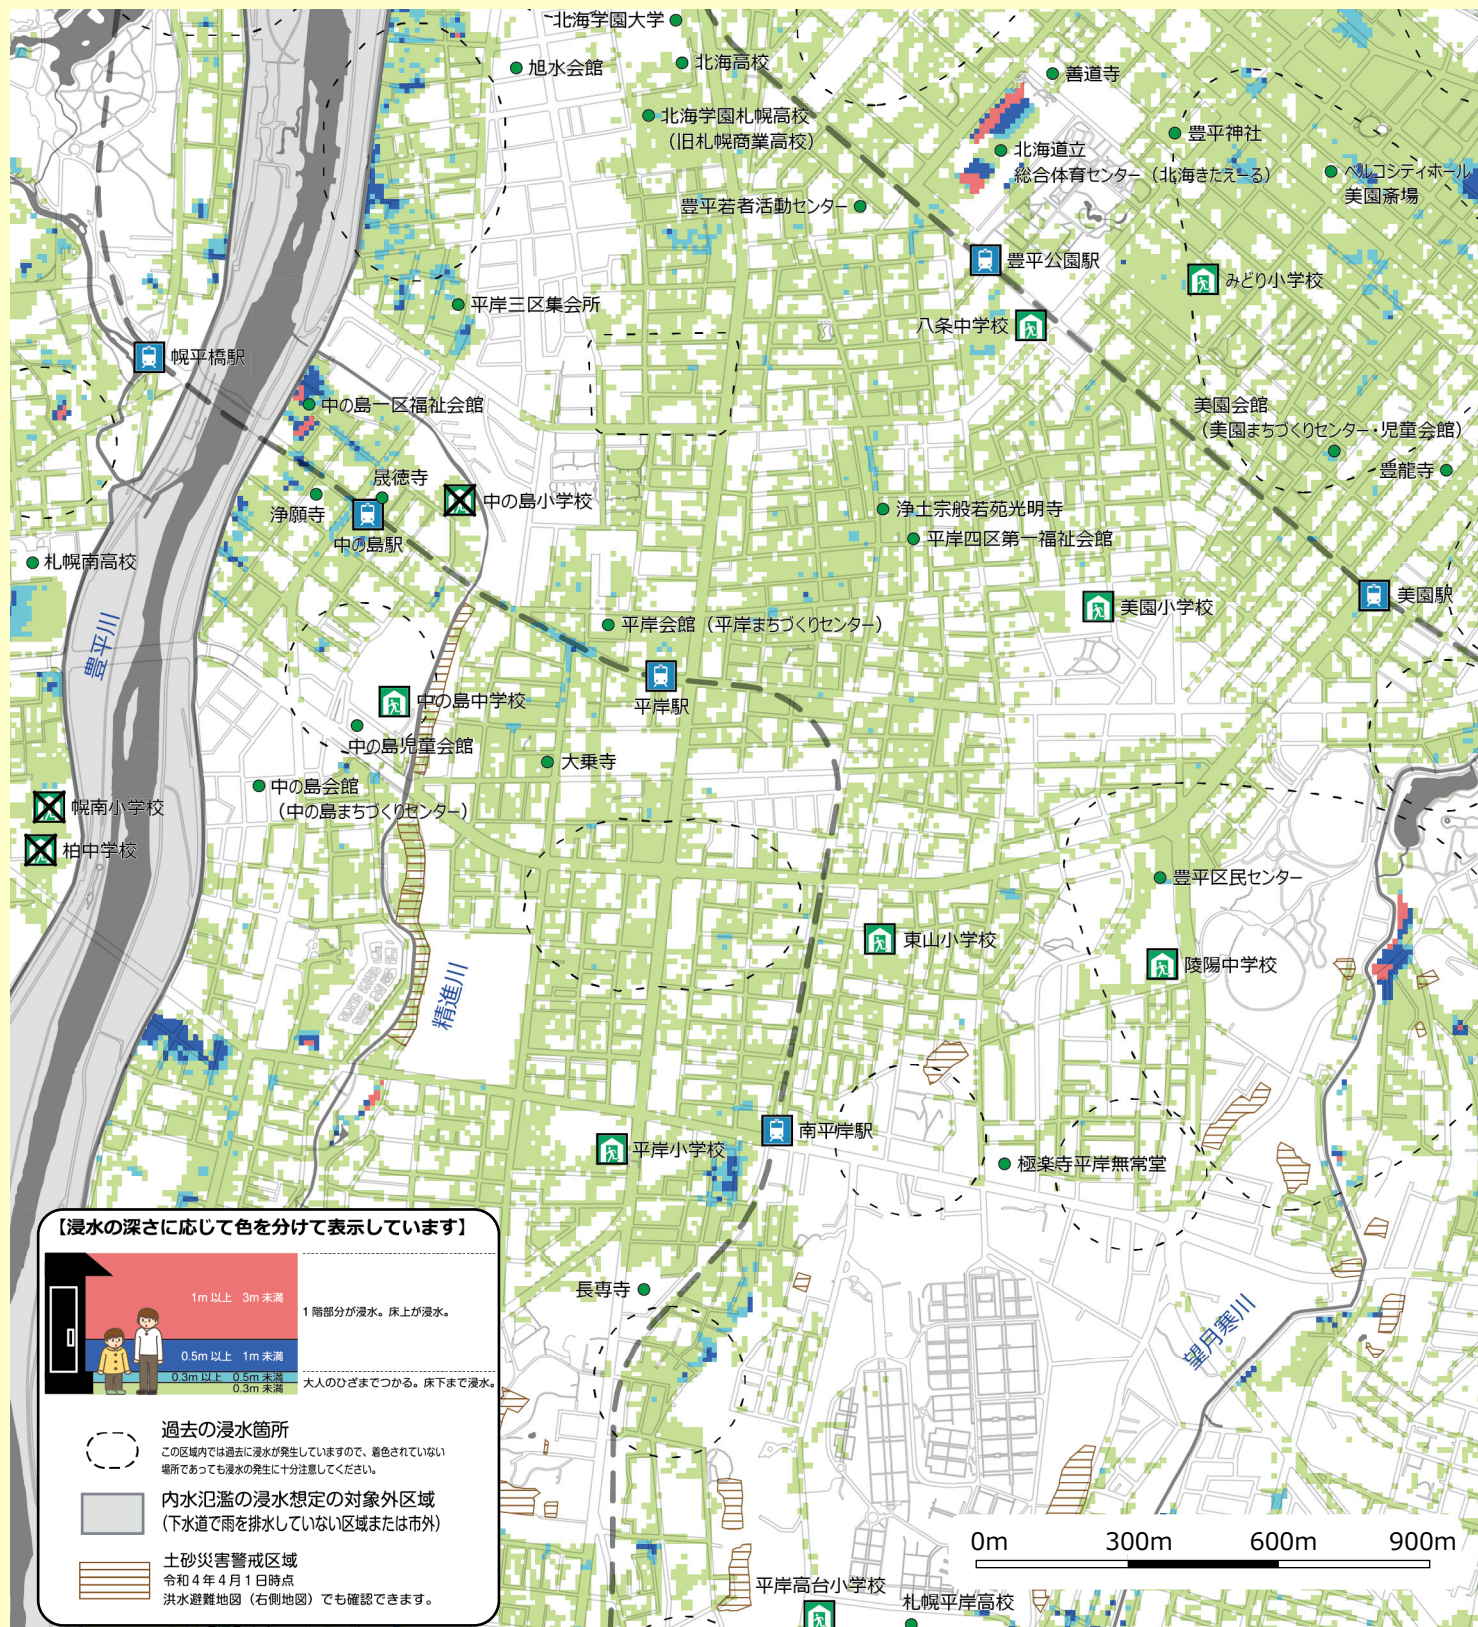 北海学園大学
旭水会館
北海高校
善道寺
北海学園札幌高校
(旧札幌商業高校)
豊平神社
北海道立
総合体育センター（北海きたえーる）
ベルコシティホール
美園斎場
豊平若者活動センター
豊平公園駅
みどり小学校
平岸三区集会所
八条中学校
幌平橋駅
中の島一区福祉会館
美園会館
（美園まちづくりセンター・児童会館）
豊龍寺
晟徳寺
中の島小学校
浄願寺
浄土宗般若苑光明寺
中の島駅
平岸四区第一福祉会館
札幌南高校
美園駅
美園小学校
豊平川
平岸会館（平岸まちづくりセンター）
中の島中学校
平岸駅
中の島児童会館
大乗寺
中の島会館
（中の島まちづくりセンター）
幌南小学校
柏中学校
豊平区民センター
東山小学校
陵陽中学校
精進川
南平岸駅
平岸小学校
極楽寺平岸無常堂
長専寺
望月寒川
【浸水の深さに応じて色を分けて表示しています】
1m 以上　3m 未満
1 階部分が浸水。床上が浸水。
0.5m 以上　1m 未満
0.3m 以上　0.5m 未満
0.3m 未満
大人のひざまでつかる。床下まで浸水。
過去の浸水箇所
この区域内では過去に浸水が発生していますので、着色されていない
場所であっても浸水の発生に十分注意してください。
内水氾濫の浸水想定の対象外区域
(下水道で雨を排水していない区域または市外)
土砂災害警戒区域
令和４年４月１日時点
洪水避難地図（右側地図）でも確認できます。
0m 300m 600m 900m
平岸高台小学校
札幌平岸高校